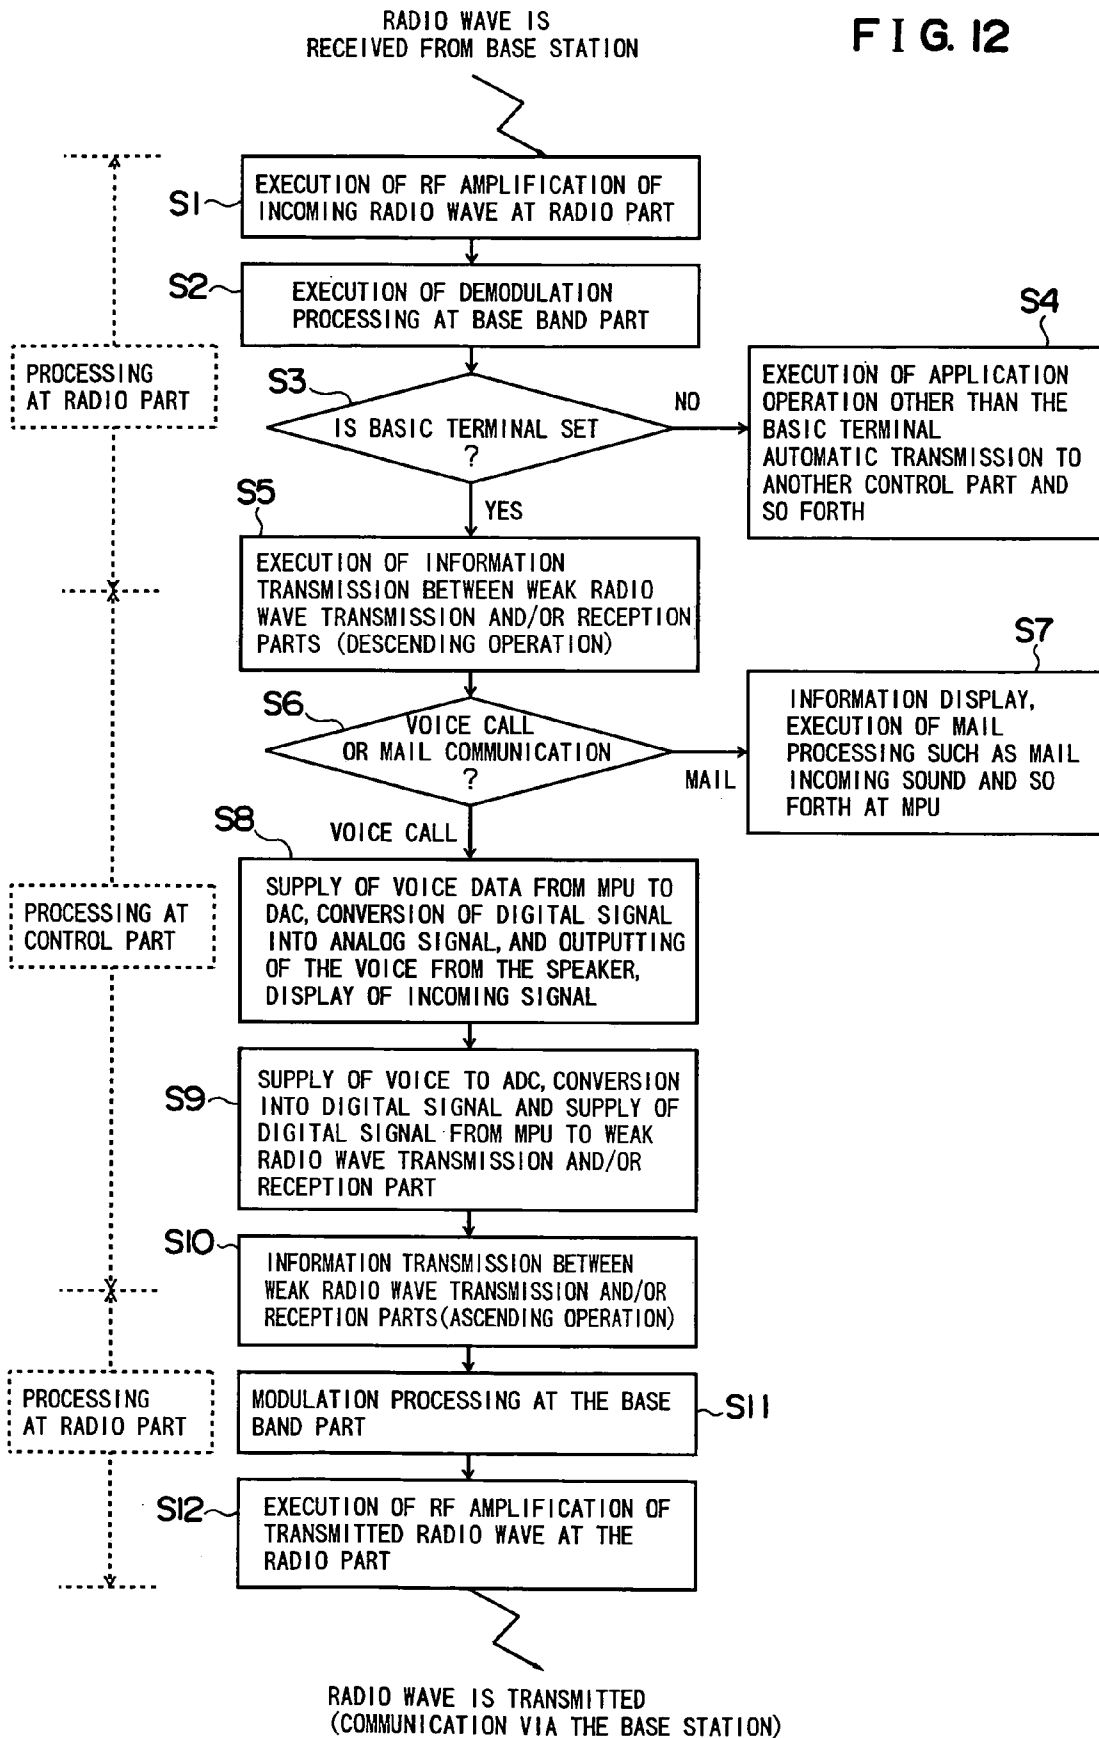 RADIO WAVE IS
RECEIVED FROM BASE STATION
FIG. 12
S1
EXECUTION OF RF AMPLIFICATION OF
INCOMING RADIO WAVE AT RADIO PART
S2
EXECUTION OF DEMODULATION
PROCESSING AT BASE BAND PART
PROCESSING
AT RADIO PART
S3
IS BASIC TERMINAL SET
?
NO
YES
S4
EXECUTION OF APPLICATION
OPERATION OTHER THAN THE
BASIC TERMINAL
AUTOMATIC TRANSMISSION TO
ANOTHER CONTROL PART AND
SO FORTH
S5
EXECUTION OF INFORMATION
TRANSMISSION BETWEEN WEAK RADIO
WAVE TRANSMISSION AND/OR RECEPTION
PARTS (DESCENDING OPERATION)
S6
VOICE CALL
OR MAIL COMMUNICATION
?
MAIL
VOICE CALL
S7
INFORMATION DISPLAY,
EXECUTION OF MAIL
PROCESSING SUCH AS MAIL
INCOMING SOUND AND SO
FORTH AT MPU
PROCESSING AT
CONTROL PART
S8
SUPPLY OF VOICE DATA FROM MPU TO
DAC, CONVERSION OF DIGITAL SIGNAL
INTO ANALOG SIGNAL, AND OUTPUTTING
OF THE VOICE FROM THE SPEAKER,
DISPLAY OF INCOMING SIGNAL
S9
SUPPLY OF VOICE TO ADC, CONVERSION
INTO DIGITAL SIGNAL AND SUPPLY OF
DIGITAL SIGNAL FROM MPU TO WEAK
RADIO WAVE TRANSMISSION AND/OR
RECEPTION PART
S10
INFORMATION TRANSMISSION BETWEEN
WEAK RADIO WAVE TRANSMISSION AND/OR
RECEPTION PARTS(ASCENDING OPERATION)
PROCESSING
AT RADIO PART
MODULATION PROCESSING AT THE BASE
BAND PART
S11
S12
EXECUTION OF RF AMPLIFICATION OF
TRANSMITTED RADIO WAVE AT THE
RADIO PART
RADIO WAVE IS TRANSMITTED
(COMMUNICATION VIA THE BASE STATION)